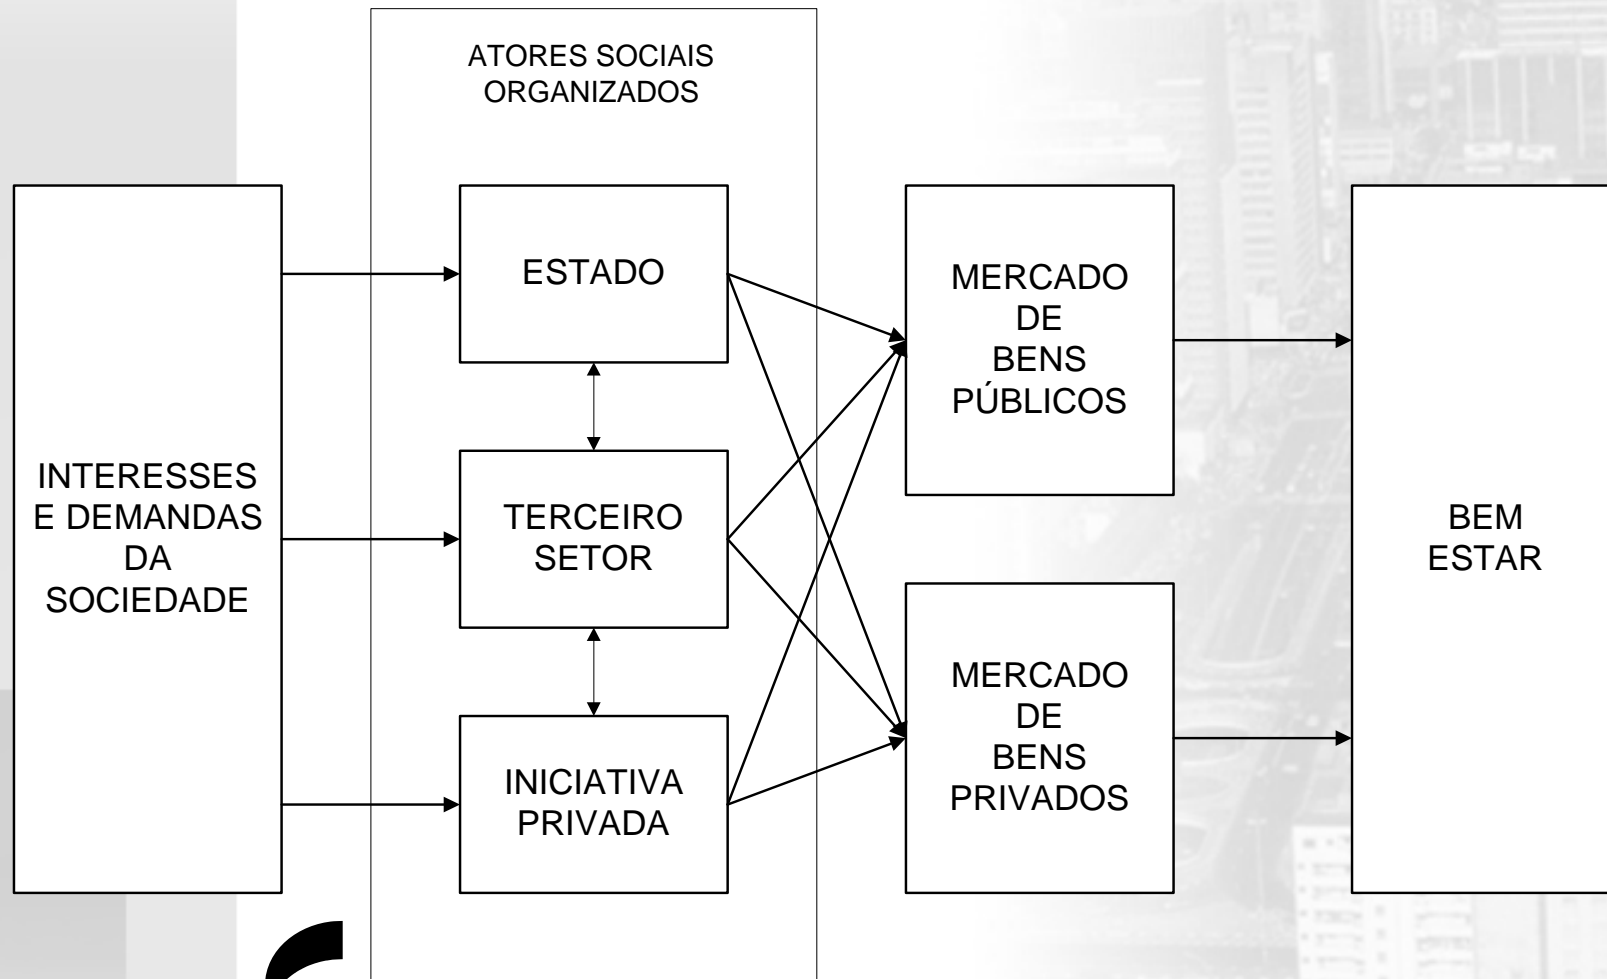 ATORES SOCIAIS
ORGANIZADOS
INTERESSES
E DEMANDAS
DA
SOCIEDADE
ESTADO
TERCEIRO
SETOR
INICIATIVA
PRIVADA
MERCADO
DE
BENS
PÚBLICOS
MERCADO
DE
BENS
PRIVADOS
BEM
ESTAR